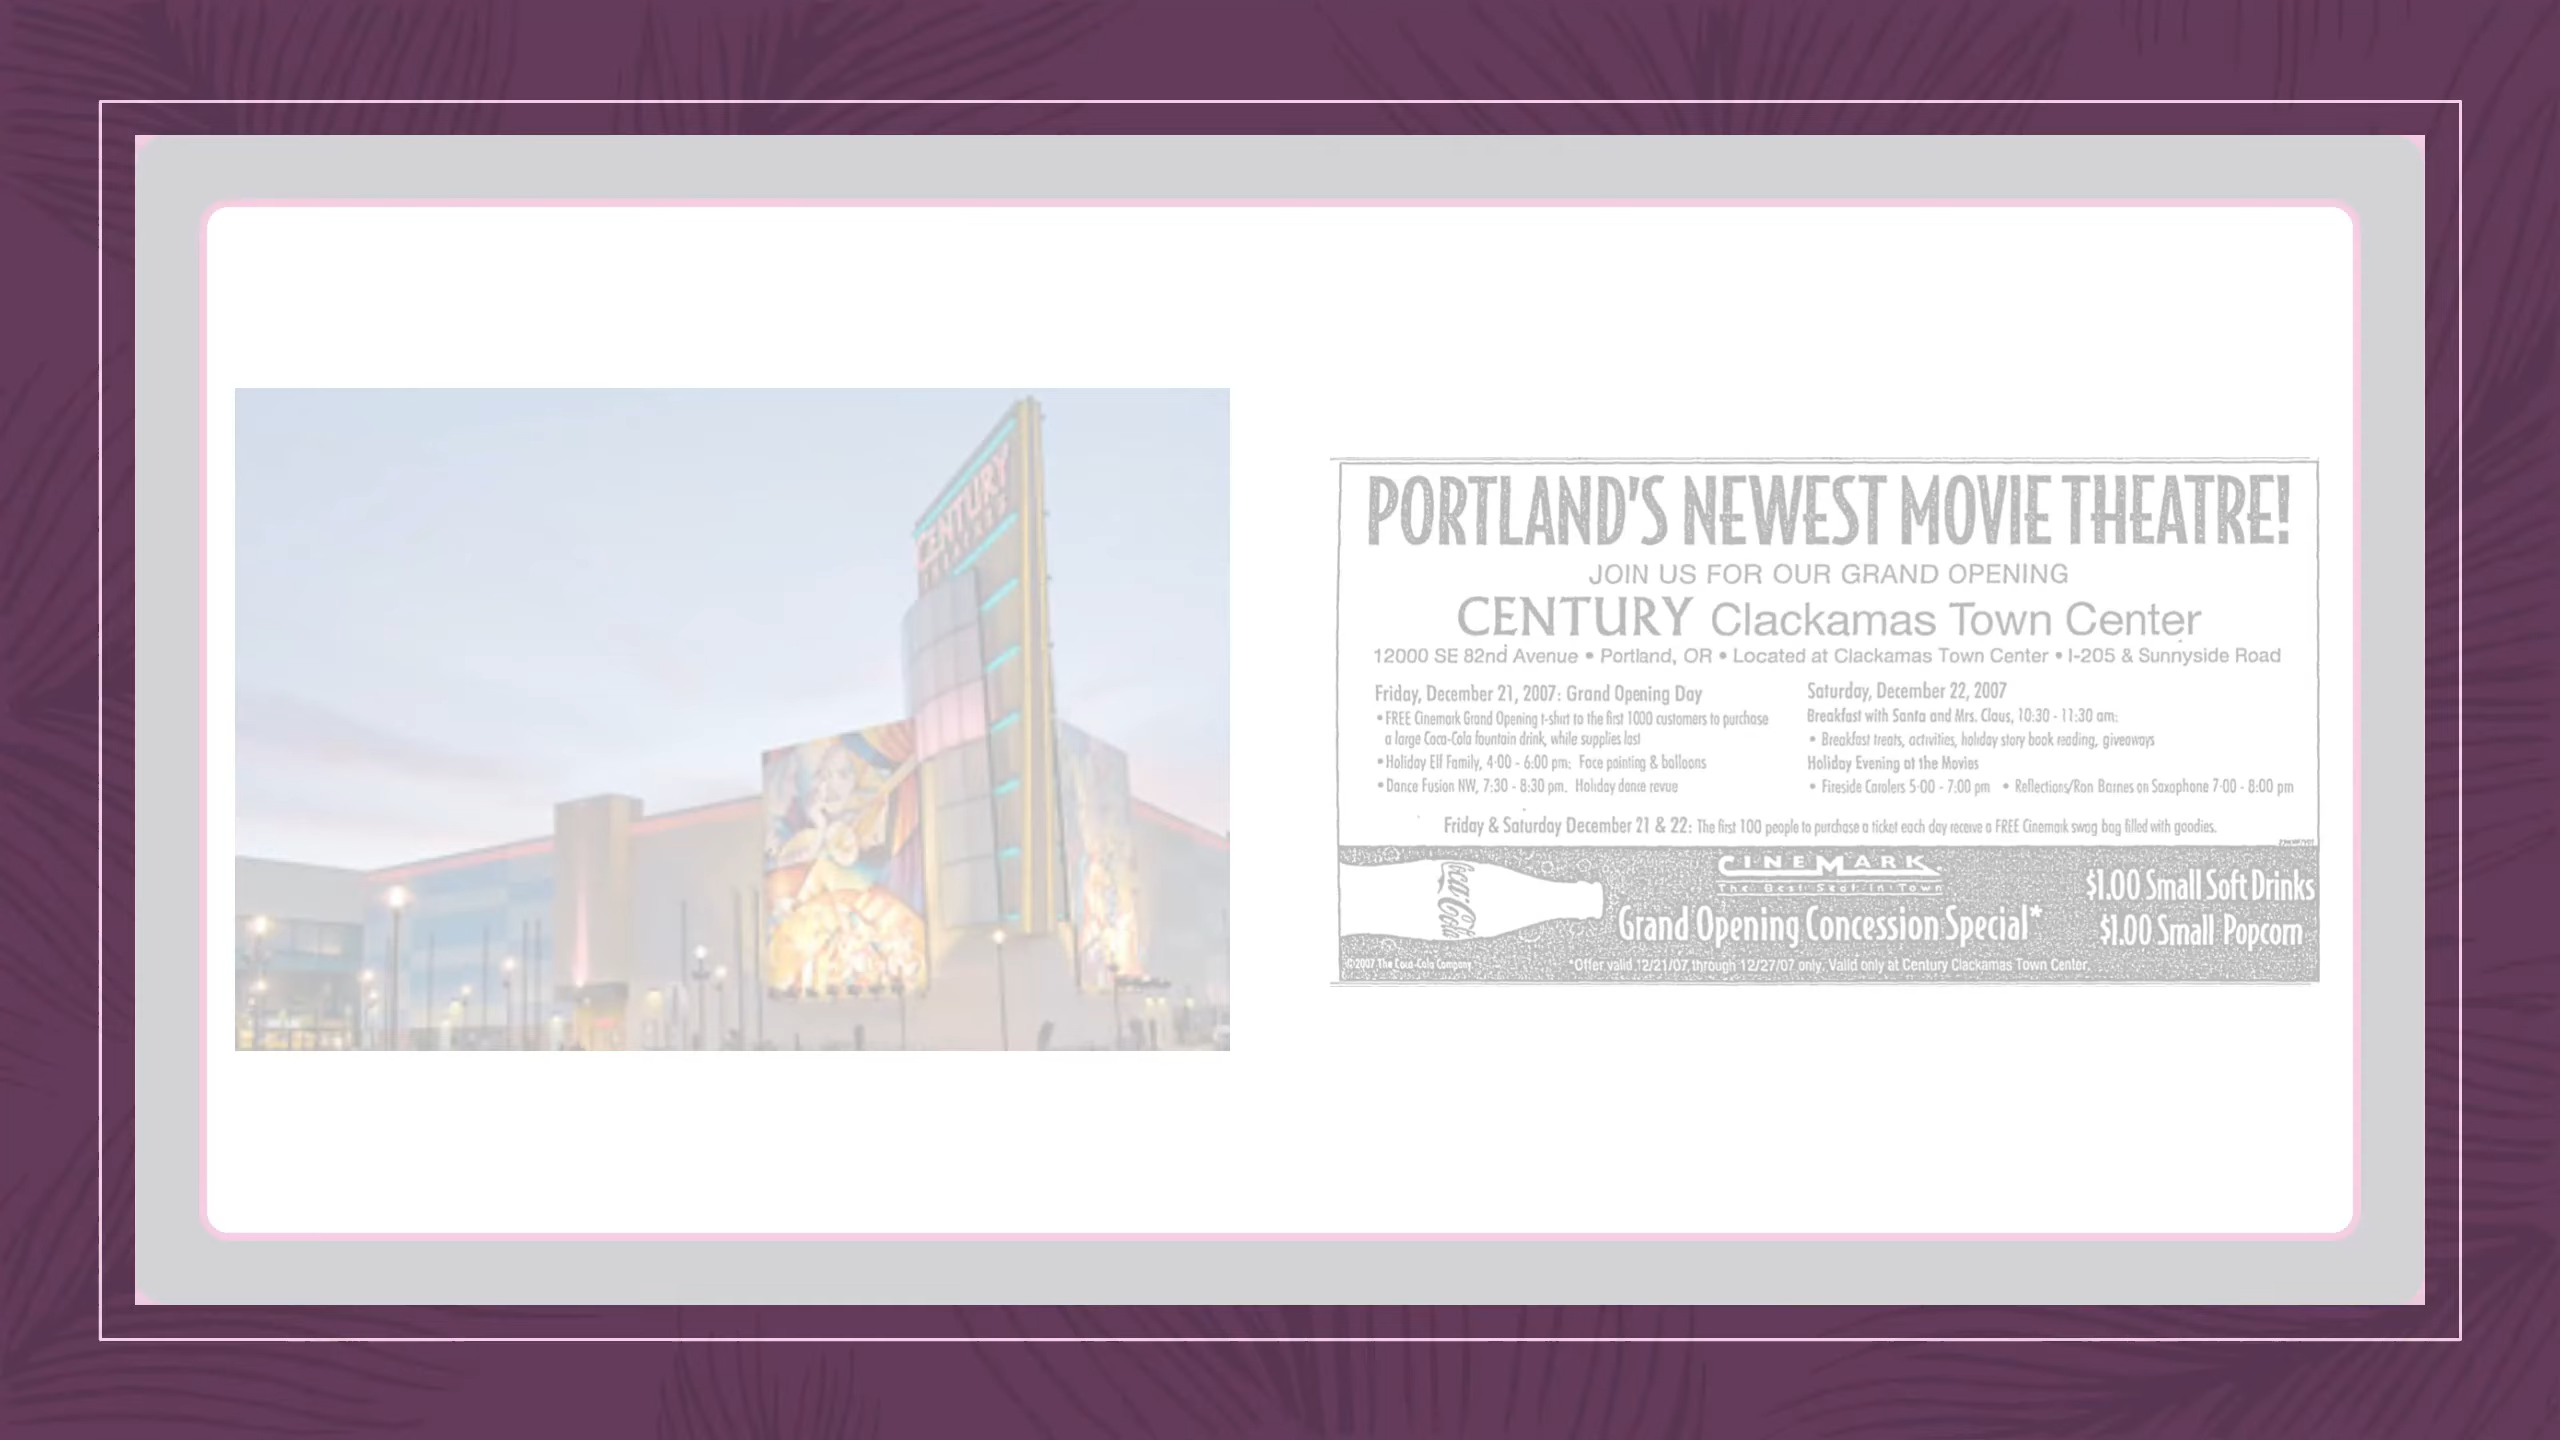 CENTURY
THEATRES
PORTLAND'S NEWEST MOVIE THEATRE!
JOIN US FOR OUR GRAND OPENING
CENTURY Clackamas Town Center
12000 SE 82nd Avenue • Portland, OR • Located at Clackamas Town Center • I-205 & Sunnyside Road
Friday, December 21, 2007: Grand Opening Day
• FREE Cinemark Grand Opening t-shirt to the first 1000 customers to purchase
a large Coca-Cola fountain drink, while supplies last
• Holiday Elf Family, 4:00 - 6:00 pm: Face painting & balloons
• Dance Fusion NW, 7:30 - 8:30 pm. Holiday dance revue
Saturday, December 22, 2007
Breakfast with Santa and Mrs. Claus, 10:30 - 11:30 am:
• Breakfast treats, activities, holiday story book reading, giveaways
Holiday Evening at the Movies
• Fireside Carolers 5:00 - 7:00 pm • Reflections/Ron Barnes on Saxophone 7:00 - 8:00 pm
Friday & Saturday December 21 & 22: The first 100 people to purchase a ticket each day receive a FREE Cinemark swag bag filled with goodies.
Coca-Cola
CINEMARK
The Best Seat in Town
Grand Opening Concession Special*
$1.00 Small Soft Drinks
$1.00 Small Popcorn
©2007 The Coca-Cola Company
*Offer valid 12/21/07 through 12/27/07 only. Valid only at Century Clackamas Town Center.